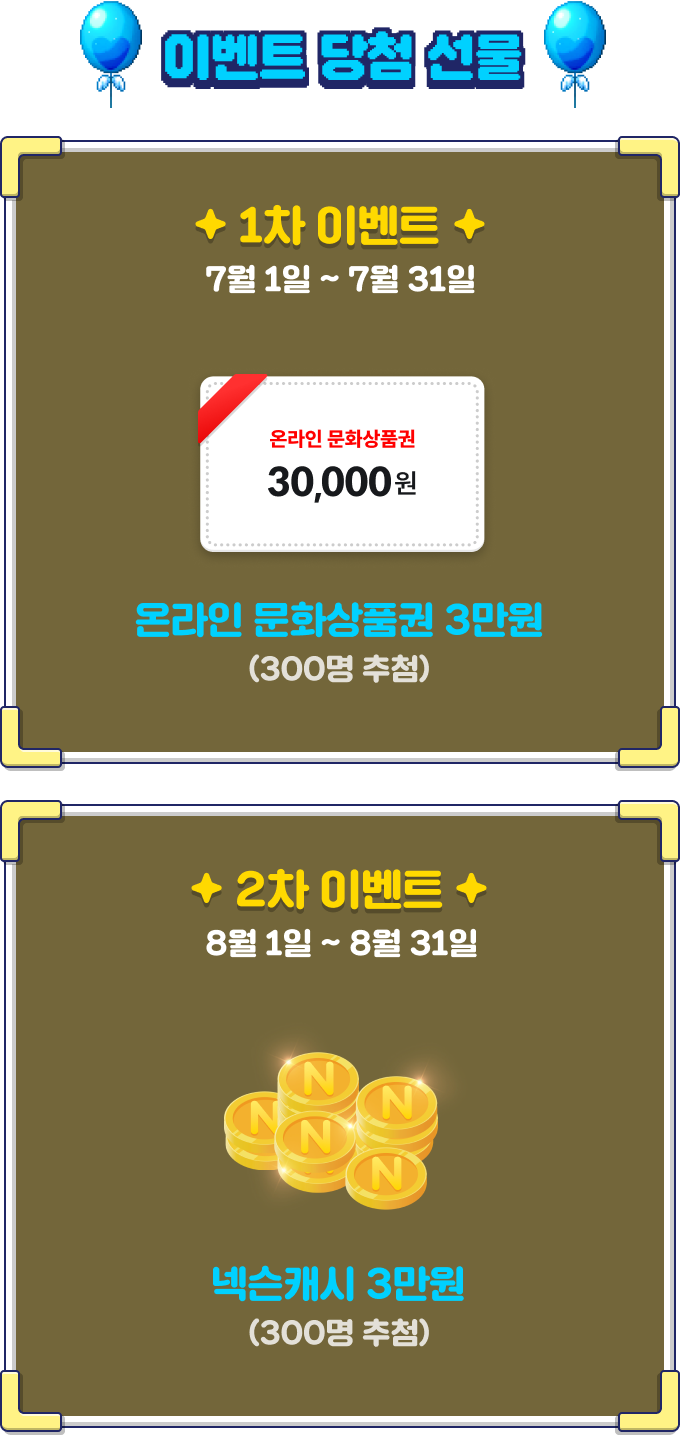 이벤트 당첨 선물
1차 이벤트
7월 1일 ~ 7월 31일
온라인 문화상품권
30,000원
온라인 문화상품권 3만원
(300명 추첨)
2차 이벤트
8월 1일 ~ 8월 31일
N
N
N
N
N
넥슨캐시 3만원
(300명 추첨)